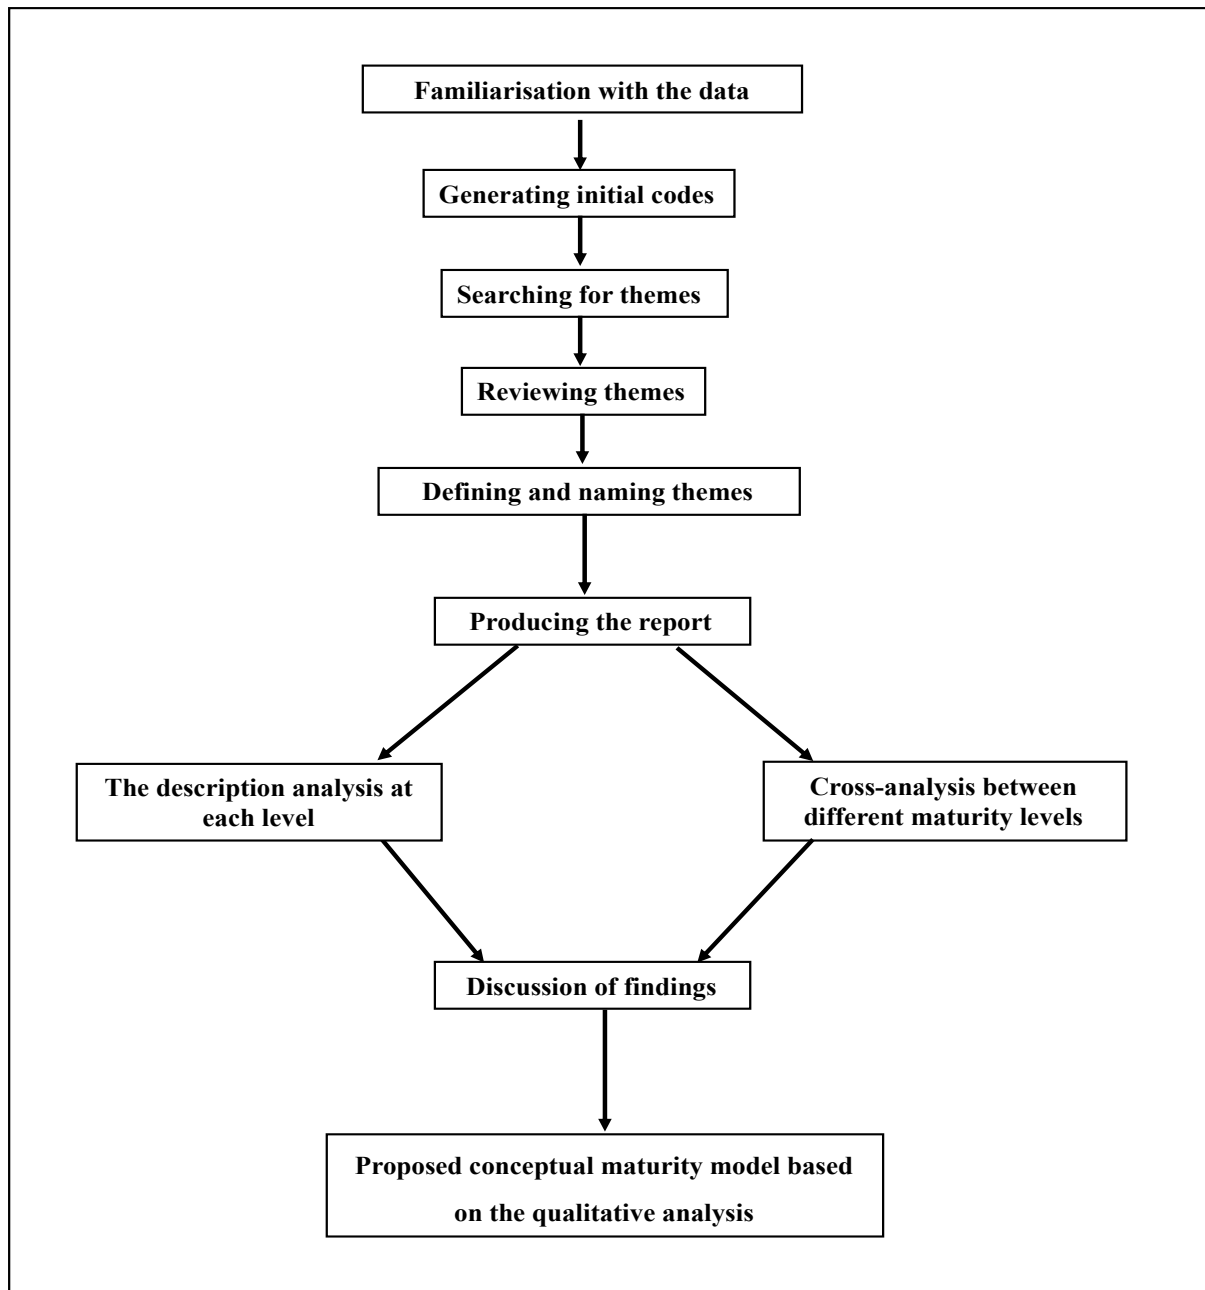 Familiarisation with the data
Generating initial codes
Searching for themes
Reviewing themes
Defining and naming themes
Producing the report
The description analysis at
each level
Cross-analysis between
different maturity levels
Discussion of findings
Proposed conceptual maturity model based
on the qualitative analysis